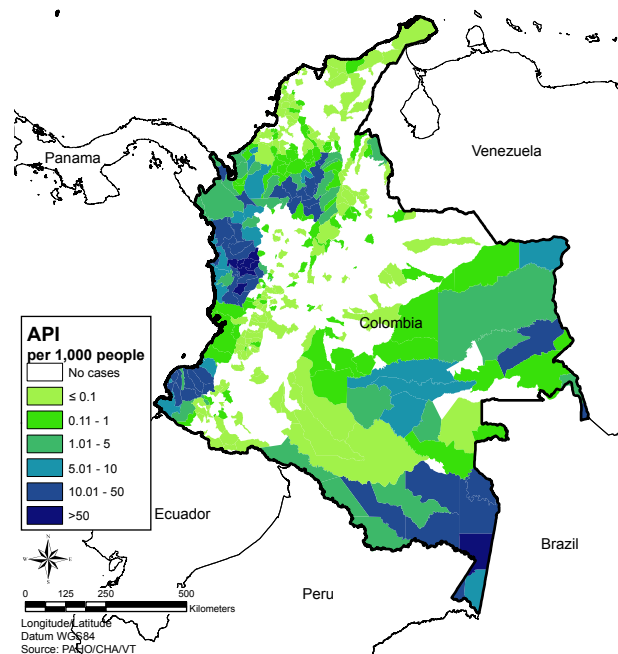 Panama
Venezuela
Colombia
API
per 1,000 people
No cases
≤ 0.1
0.11 - 1
1.01 - 5
5.01 - 10
10.01 - 50
>50
Ecuador
Brazil
Peru
N
W E
S
0 125 250 500
Kilometers
Longitude/Latitude
Datum WGS84
Source: PAHO/CHA/VT